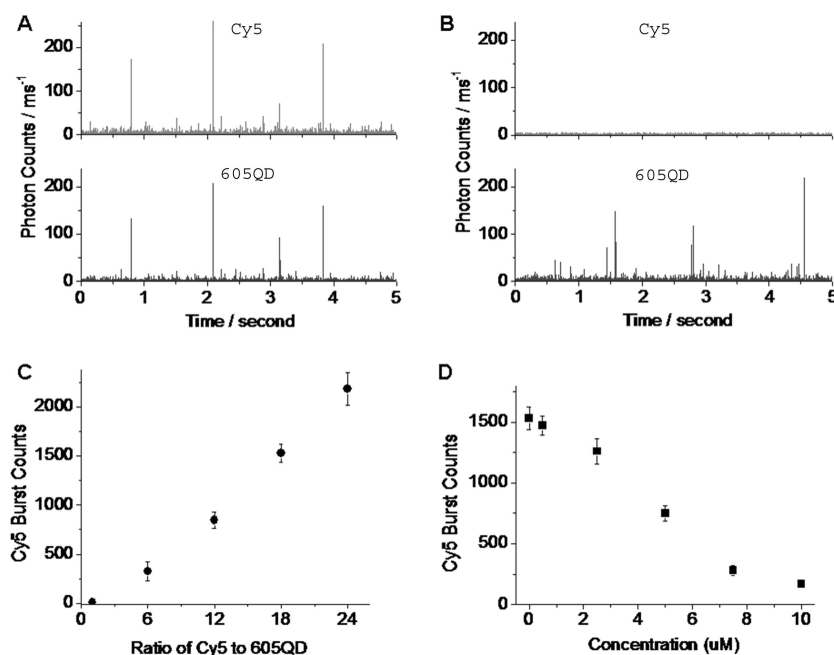 A
Cy5
200
100
0
Photon Counts / ms-1
605QD
200
100
0
0 1 2 3 4 5
Time / second
B
Cy5
200
100
0
Photon Counts / ms-1
605QD
200
100
0
0 1 2 3 4 5
Time / second
C
2000
1500
1000
500
0
Cy5 Burst Counts
0 6 12 18 24
Ratio of Cy5 to 605QD
D
1500
1000
500
0
Cy5 Burst Counts
0 2 4 6 8 10
Concentration (uM)